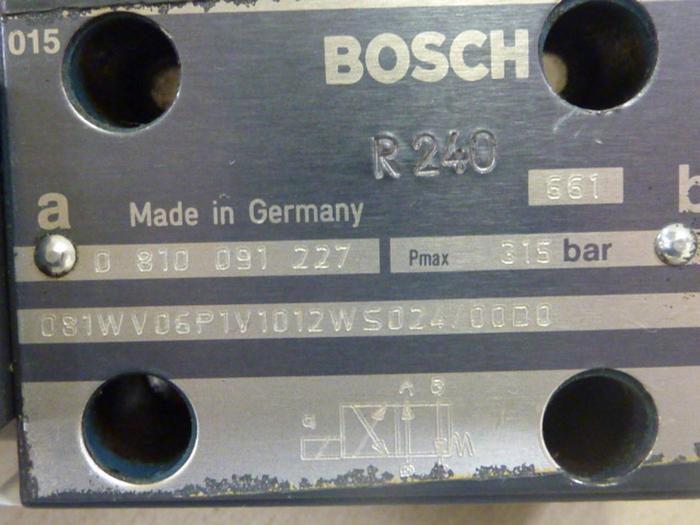 015
BOSCH
R 240
661
a
b
Made in Germany
0 810 091 227
Pmax 315 bar
081WV06P1V1012WS024/00D0
a
A B